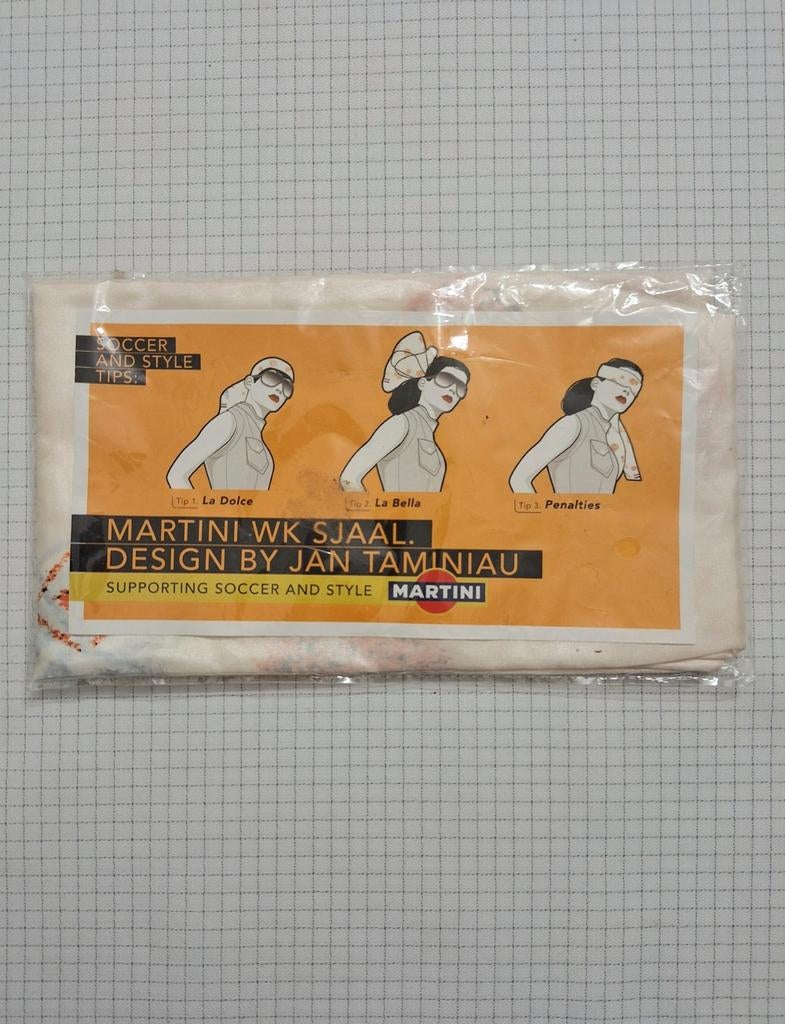 SOCCER
AND STYLE
TIPS:
Tip 1. La Dolce
Tip 2. La Bella
Tip 3. Penalties
MARTINI WK SJAAL.
DESIGN BY JAN TAMINIAU
SUPPORTING SOCCER AND STYLE MARTINI